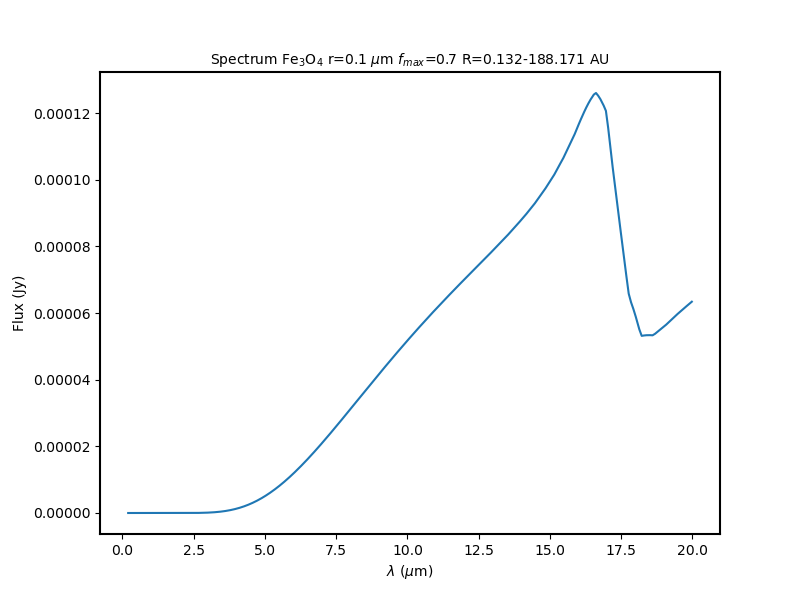 Spectrum Fe₃O₄ r=0.1 μm f_max=0.7 R=0.132-188.171 AU
0.00012
0.00010
0.00008
0.00006
0.00004
0.00002
0.00000
Flux (Jy)
0.0 2.5 5.0 7.5 10.0 12.5 15.0 17.5 20.0
λ (μm)